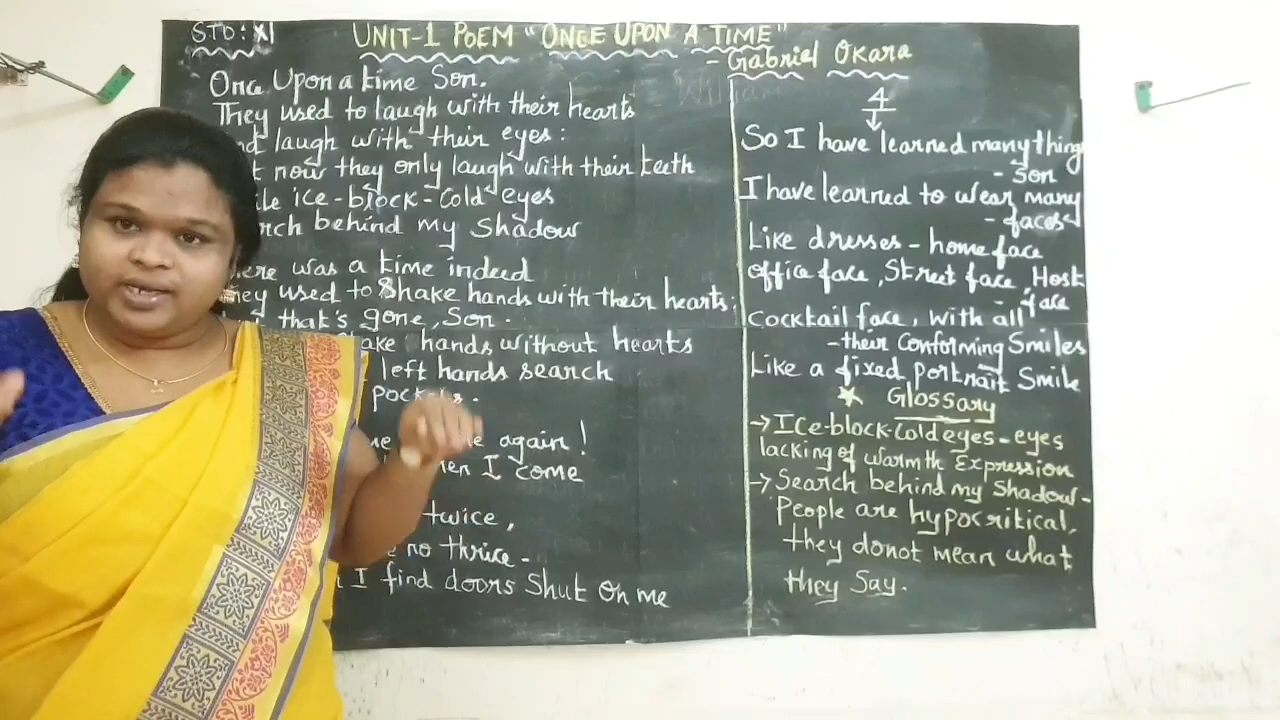 STD: XI
UNIT-1 POEM "ONCE UPON A TIME"
- Gabriel Okara
Once Upon a time Son.
They used to laugh with their hearts
laugh with their eyes:
now they only laugh with their teeth
ice-block-Cold eyes
behind my Shadow
was a time indeed
used to Shake hands with their hearts:
that's gone, Son.
hands without hearts
left hands search
pockets.
again!
I come
twice,
no thrice-
I find doors Shut On me
4
So I have learned many things
- Son
I have learned to wear many
- faces
Like dresses - home face
office face, Street face, Host
- face
Cocktail face, with all
- their Conforming Smiles
Like a fixed portrait Smile
Glossary
→ Ice-block-Cold eyes - eyes
lacking of warmth Expression
→ Search behind my Shadow -
People are hypocritical,
they donot mean what
they Say.